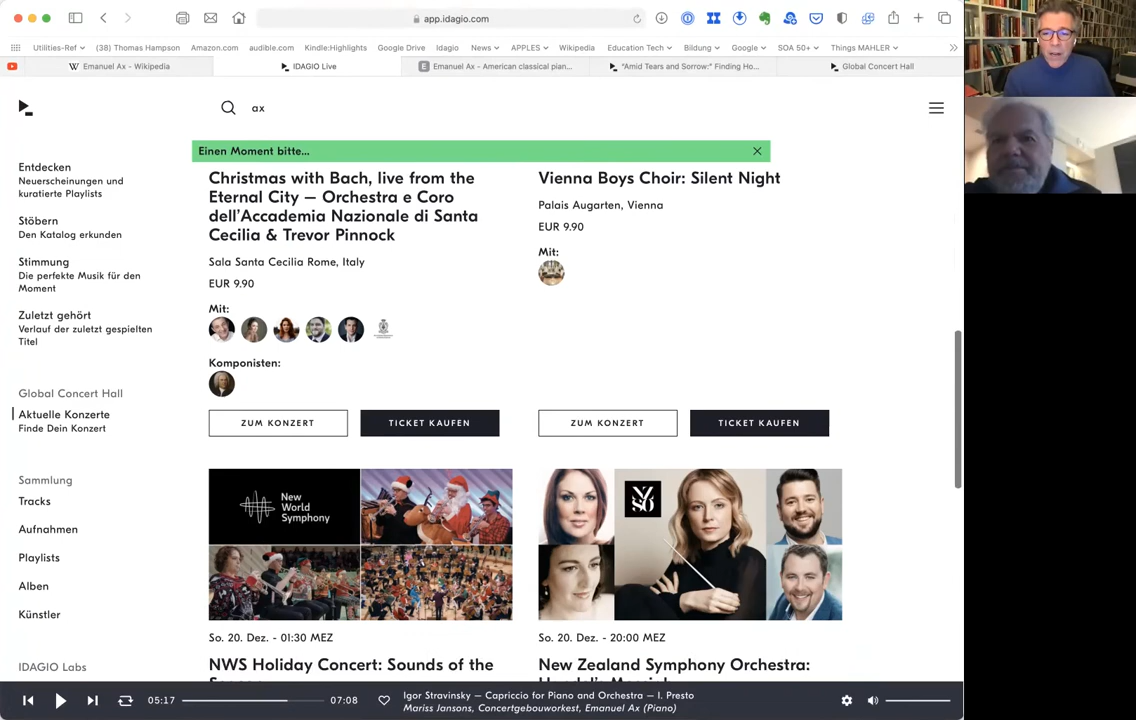 app.idagio.com
Utilities-Ref
(38) Thomas Hampson
Amazon.com
audible.com
Kindle:Highlights
Google Drive
Idagio
News
APPLES
Wikipedia
Education Tech
Bildung
Google
SOA 50+
Things MAHLER
W Emanuel Ax - Wikipedia
IDAGIO Live
E Emanuel Ax - American classical pian...
"Amid Tears and Sorrow:" Finding Ho...
Global Concert Hall
ax
Einen Moment bitte...
Entdecken
Neuerscheinungen und
kuratierte Playlists
Stöbern
Den Katalog erkunden
Stimmung
Die perfekte Musik für den
Moment
Zuletzt gehört
Verlauf der zuletzt gespielten
Titel
Global Concert Hall
Aktuelle Konzerte
Finde Dein Konzert
Sammlung
Tracks
Aufnahmen
Playlists
Alben
Künstler
IDAGIO Labs
Christmas with Bach, live from the
Eternal City – Orchestra e Coro
dell'Accademia Nazionale di Santa
Cecilia & Trevor Pinnock
Sala Santa Cecilia Rome, Italy
EUR 9.90
Mit:
Komponisten:
ZUM KONZERT
TICKET KAUFEN
Vienna Boys Choir: Silent Night
Palais Augarten, Vienna
EUR 9.90
Mit:
ZUM KONZERT
TICKET KAUFEN
New
World
Symphony
So. 20. Dez. - 01:30 MEZ
NWS Holiday Concert: Sounds of the
NZSO
So. 20. Dez. - 20:00 MEZ
New Zealand Symphony Orchestra:
05:17
07:08
Igor Stravinsky – Capriccio for Piano and Orchestra – I. Presto
Mariss Jansons, Concertgebouworkest, Emanuel Ax (Piano)